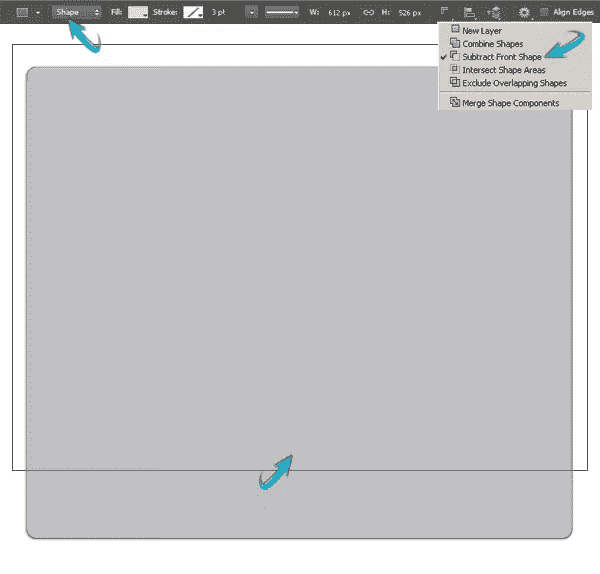 Shape Fill: Stroke: 3 pt W: 612 px H: 526 px Align Edges
New Layer
Combine Shapes
Subtract Front Shape
Intersect Shape Areas
Exclude Overlapping Shapes
Merge Shape Components